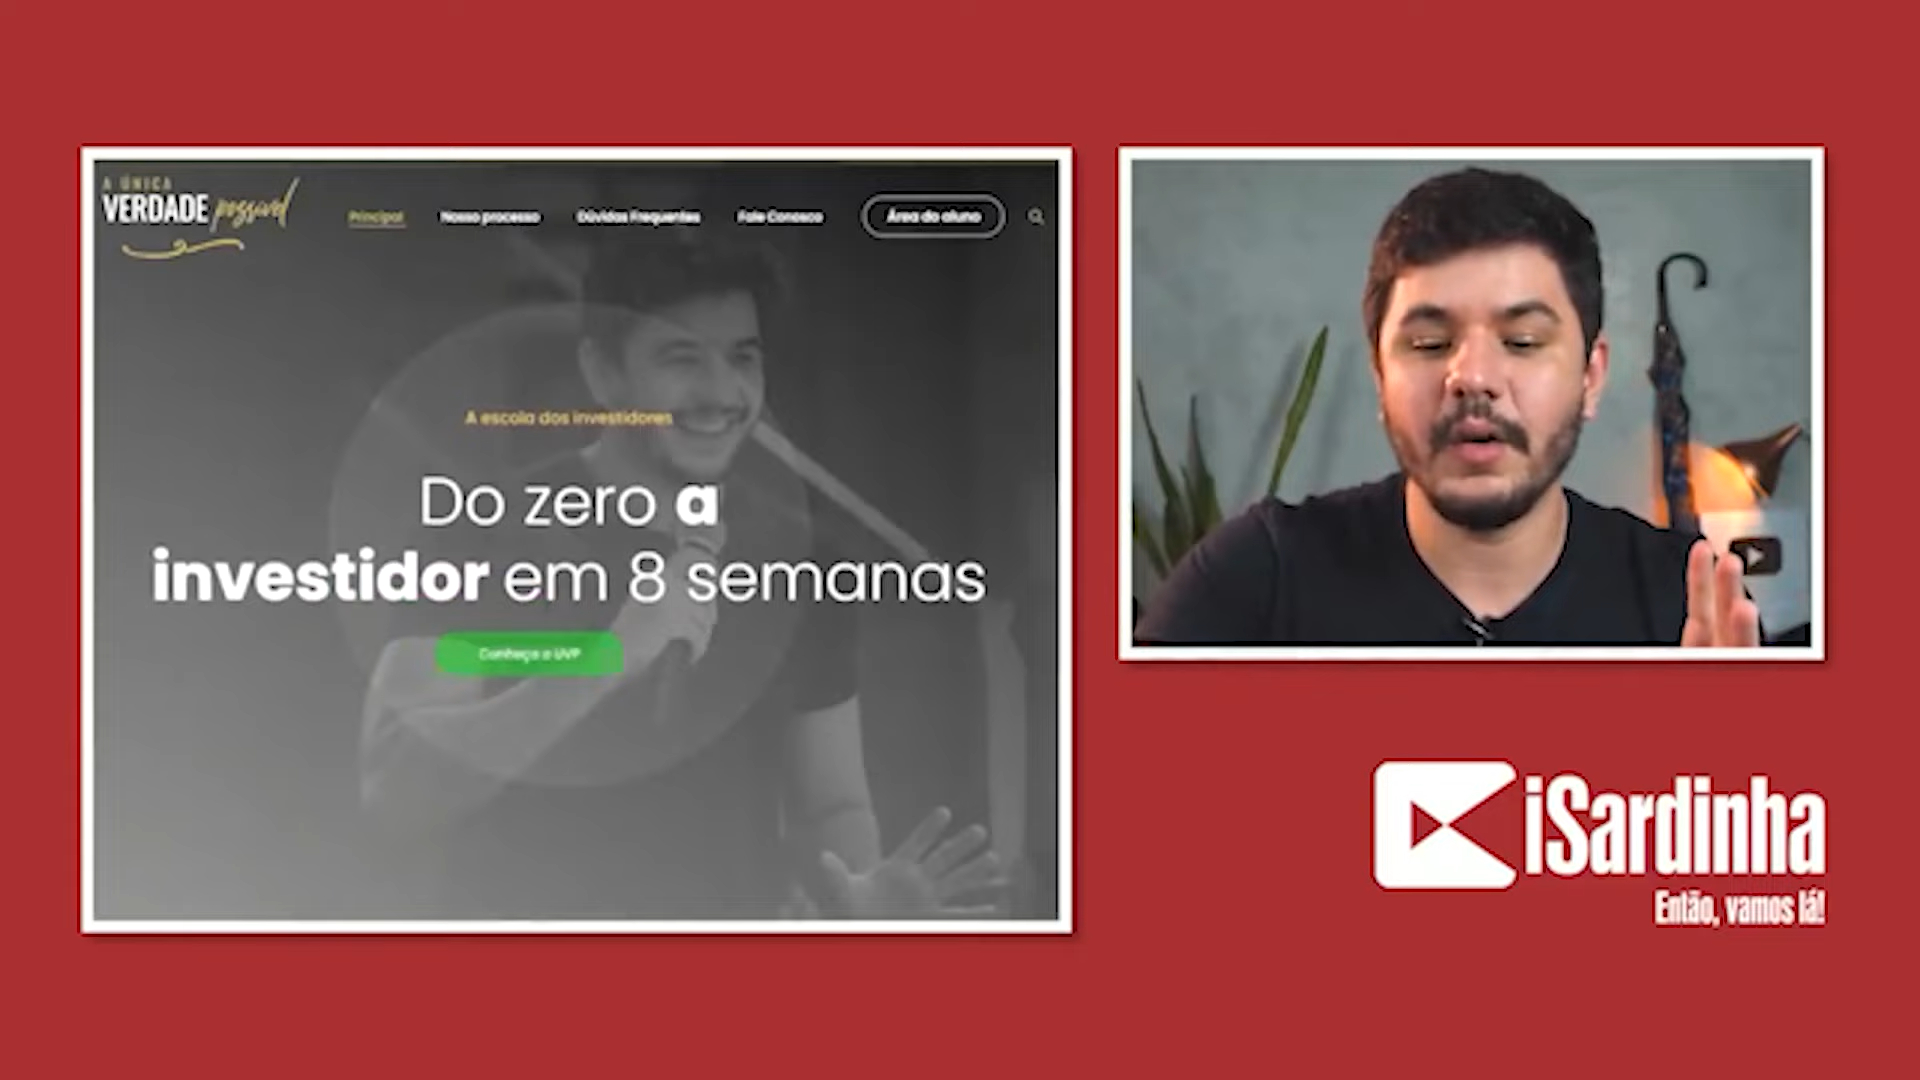 A ÚNICA
VERDADE possível
Principal Nosso processo Dúvidas Frequentes Fale Conosco Área do aluno
A escola dos investidores
Do zero a
investidor em 8 semanas
Conheça a UVP
iSardinha
Então, vamos lá!